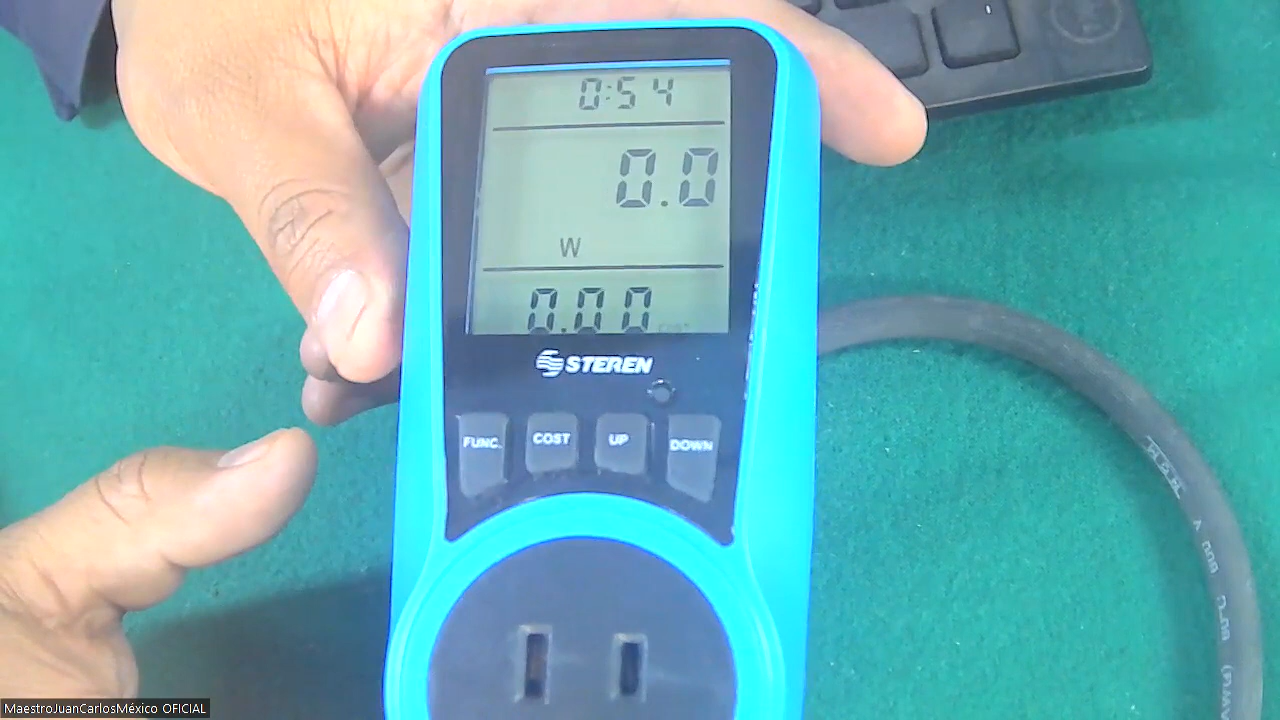 0:54
0.0
W
0.00
STEREN
FUNC.
COST
UP
DOWN
MaestroJuanCarlosMéxico OFICIAL